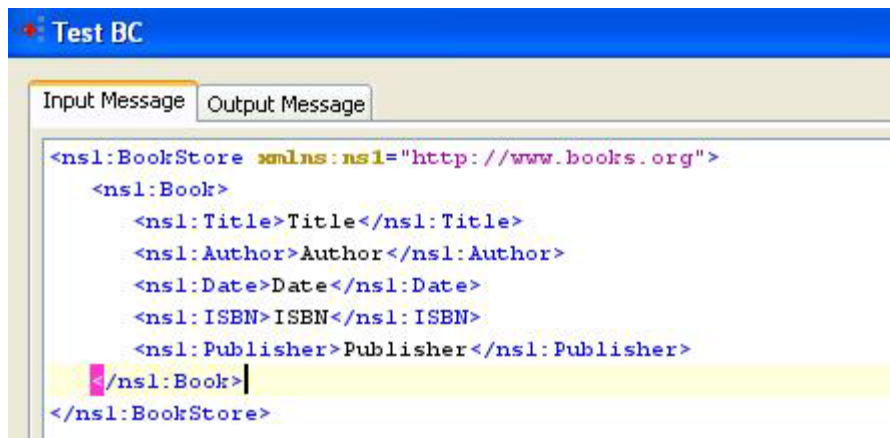 Test BC
Input Message Output Message
<ns1:BookStore xmlns:ns1="http://www.books.org">
<ns1:Book>
<ns1:Title>Title</ns1:Title>
<ns1:Author>Author</ns1:Author>
<ns1:Date>Date</ns1:Date>
<ns1:ISBN>ISBN</ns1:ISBN>
<ns1:Publisher>Publisher</ns1:Publisher>
</ns1:Book>
</ns1:BookStore>